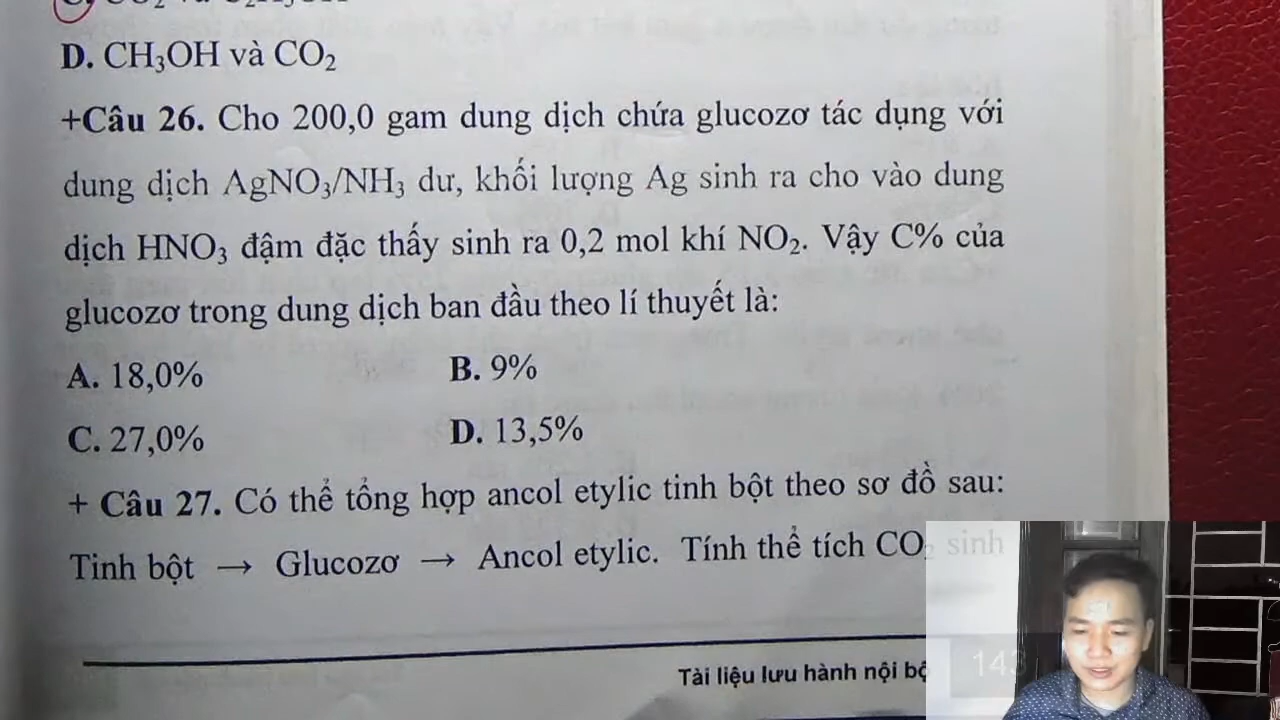 D. CH₃OH và CO₂
+Câu 26. Cho 200,0 gam dung dịch chứa glucozơ tác dụng với
dung dịch AgNO₃/NH₃ dư, khối lượng Ag sinh ra cho vào dung
dịch HNO₃ đậm đặc thấy sinh ra 0,2 mol khí NO₂. Vậy C% của
glucozơ trong dung dịch ban đầu theo lí thuyết là:
A. 18,0% B. 9%
C. 27,0% D. 13,5%
+ Câu 27. Có thể tổng hợp ancol etylic tinh bột theo sơ đồ sau:
Tinh bột → Glucozơ → Ancol etylic. Tính thể tích CO₂ sinh
Tài liệu lưu hành nội bộ